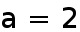 a = 2